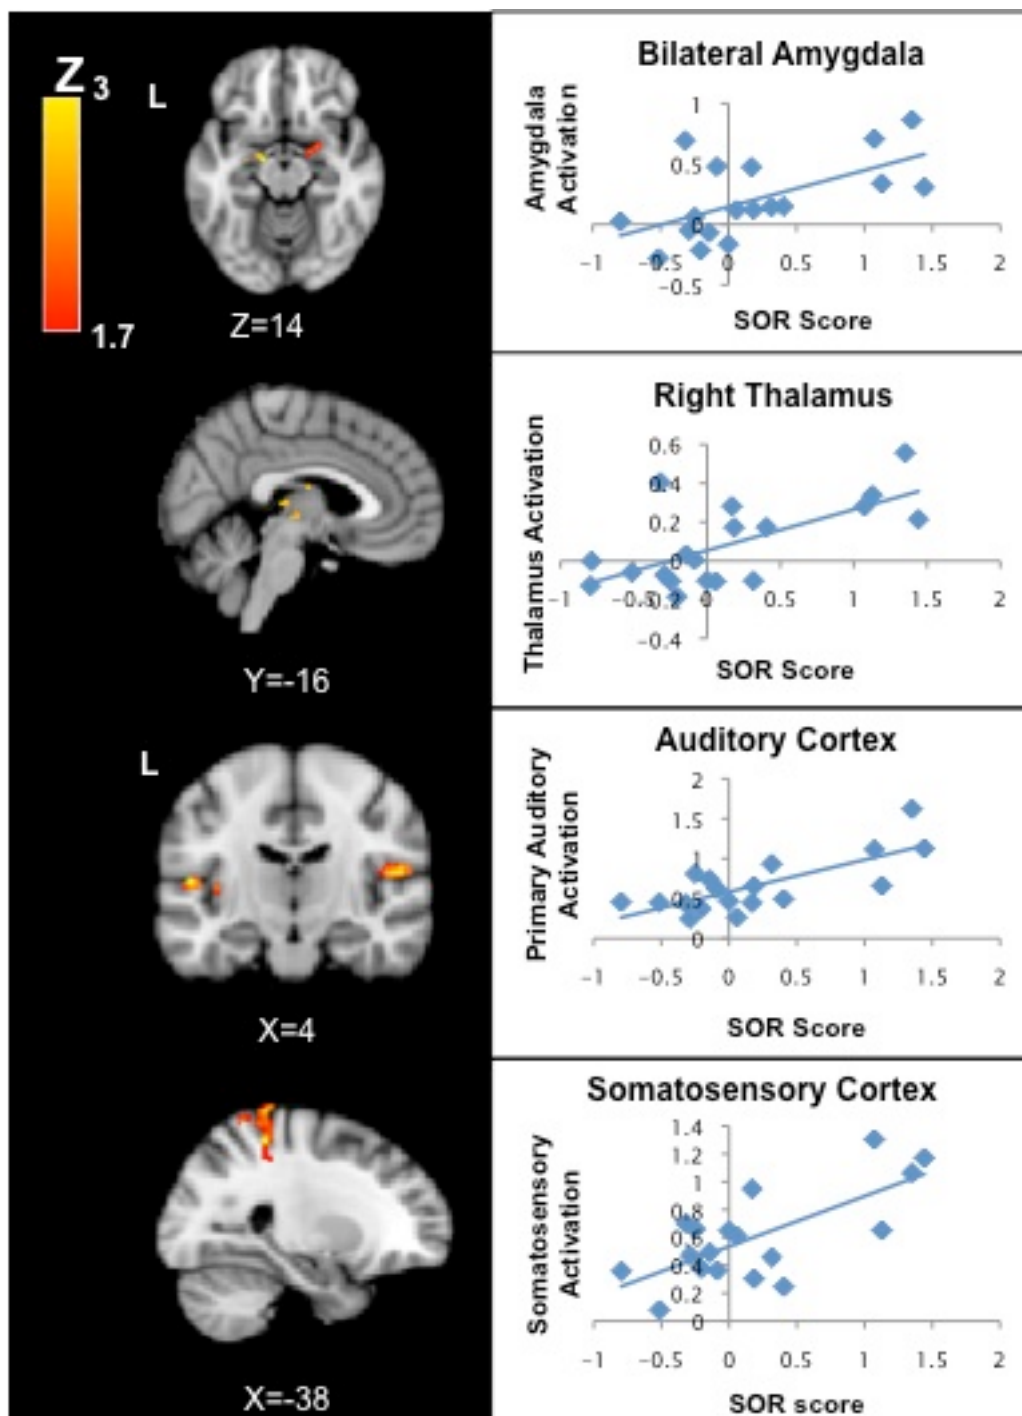 Z 3
1.7
L
Z=14
Y=-16
L
X=4
X=-38
Bilateral Amygdala
Amygdala
Activation
1
0.5
0
-0.5
-1 -0.5 0 0.5 1 1.5 2
SOR Score
Right Thalamus
Thalamus Activation
0.6
0.4
0.2
0
-0.2
-0.4
-1 -0.5 0 0.5 1 1.5 2
SOR Score
Auditory Cortex
Primary Auditory
Activation
2
1.5
1
0.5
0
-1 -0.5 0 0.5 1 1.5 2
SOR Score
Somatosensory Cortex
Somatosensory
Activation
1.4
1.2
1
0.8
0.6
0.4
0.2
0
-1 -0.5 0 0.5 1 1.5 2
SOR score